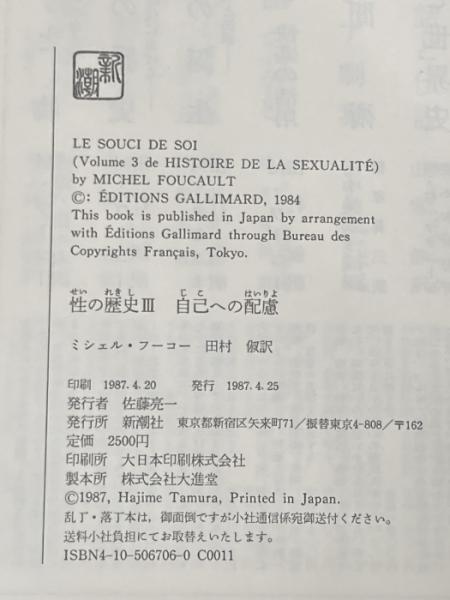 新潮
LE SOUCI DE SOI
(Volume 3 de HISTOIRE DE LA SEXUALITÉ)
by MICHEL FOUCAULT
©: ÉDITIONS GALLIMARD, 1984
This book is published in Japan by arrangement
with Éditions Gallimard through Bureau des
Copyrights Français, Tokyo.
せい れきし じこ はいりよ
性の歴史Ⅲ 自己への配慮
ミシェル・フーコー 田村 俶訳
印刷 1987.4.20 発行 1987.4.25
発行者 佐藤亮一
発行所 新潮社 東京都新宿区矢来町71/振替東京4-808/〒162
定価 2500円
印刷所 大日本印刷株式会社
製本所 株式会社大進堂
©1987, Hajime Tamura, Printed in Japan.
乱丁・落丁本は,御面倒ですが小社通信係宛御送付ください。
送料小社負担にてお取替えいたします。
ISBN4-10-506706-0 C0011